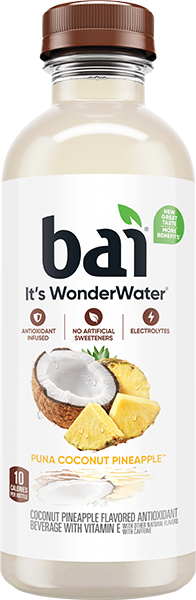 NEW
GREAT
TASTE
MORE
BENEFITS
bai
It's WonderWater®
ANTIOXIDANT
INFUSED
NO ARTIFICIAL
SWEETENERS
ELECTROLYTES
PUNA COCONUT PINEAPPLE™
10
CALORIES
PER BOTTLE
COCONUT PINEAPPLE FLAVORED ANTIOXIDANT
BEVERAGE WITH VITAMIN C WITH OTHER NATURAL FLAVORS
WITH CAFFEINE